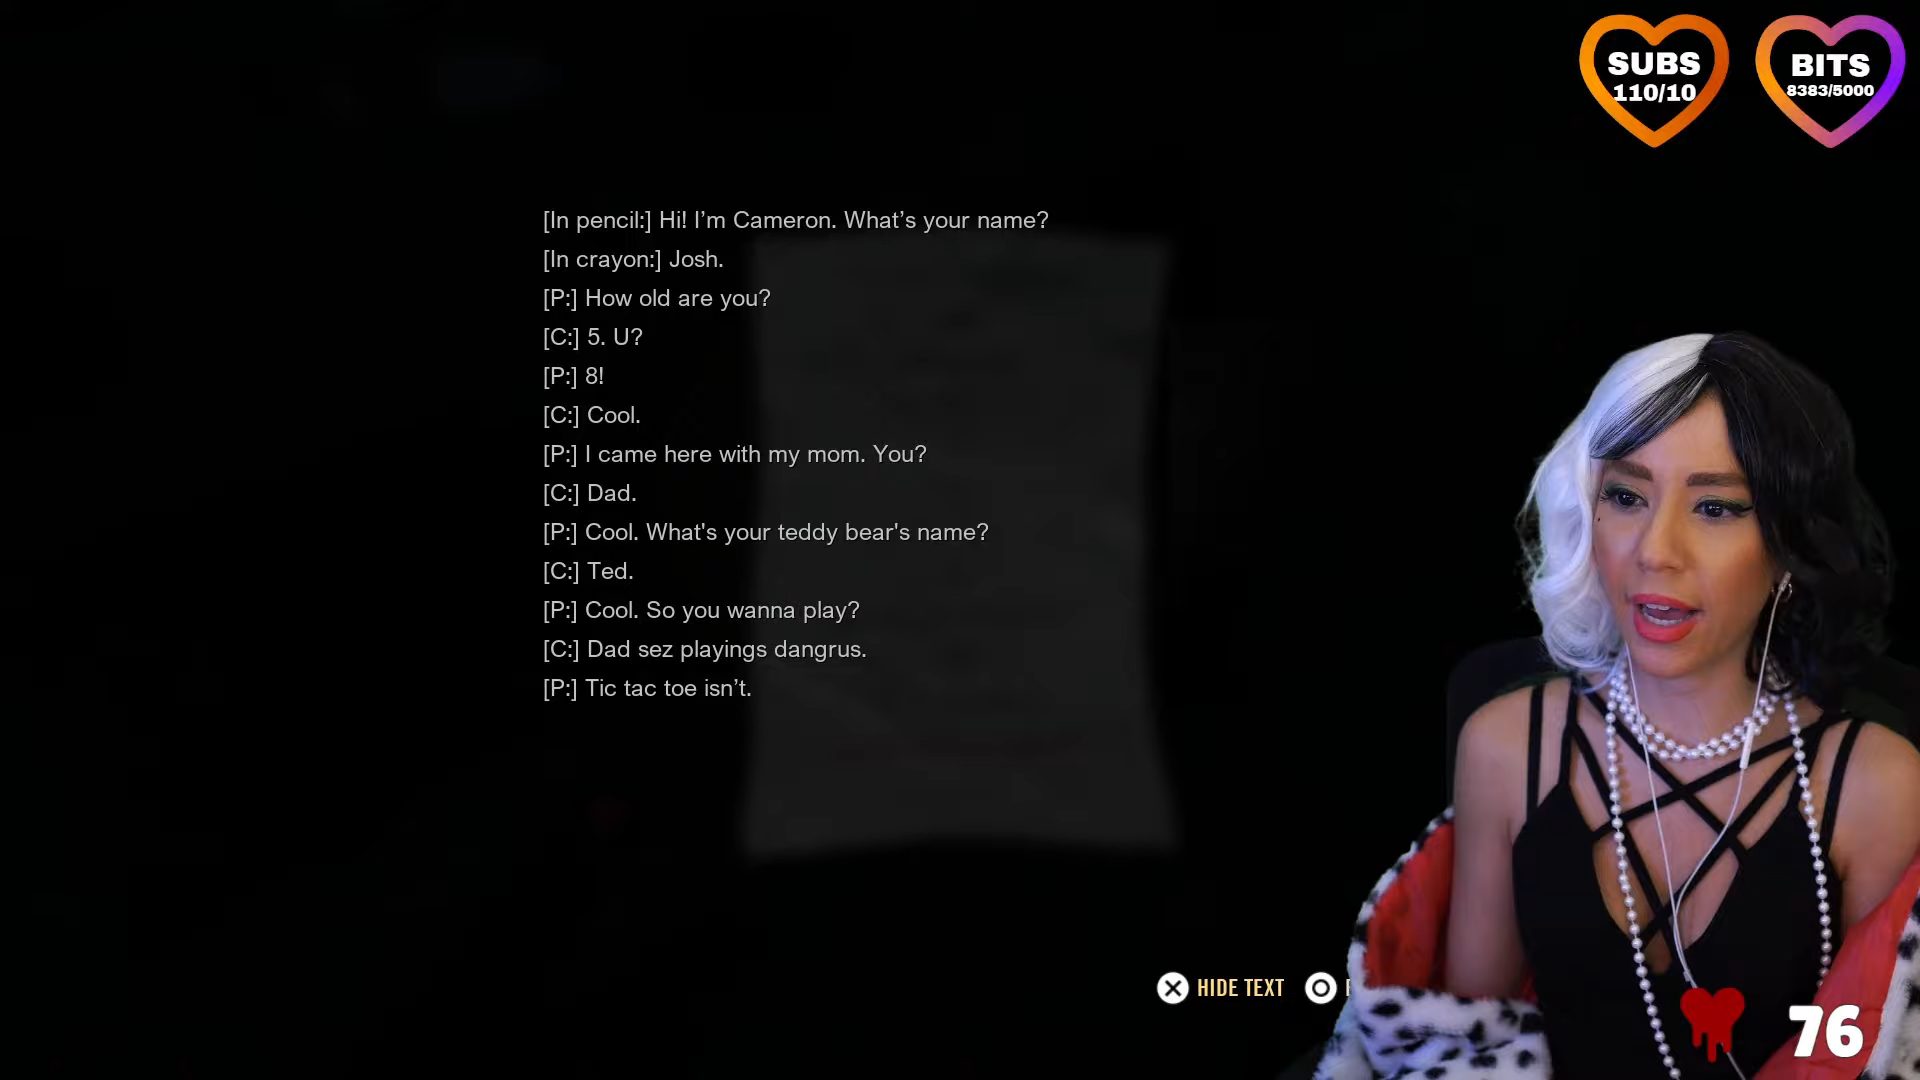 SUBS
110/10
BITS
8383/5000
[In pencil:] Hi! I’m Cameron. What’s your name?
[In crayon:] Josh.
[P:] How old are you?
[C:] 5. U?
[P:] 8!
[C:] Cool.
[P:] I came here with my mom. You?
[C:] Dad.
[P:] Cool. What's your teddy bear's name?
[C:] Ted.
[P:] Cool. So you wanna play?
[C:] Dad sez playings dangrus.
[P:] Tic tac toe isn’t.
HIDE TEXT
76